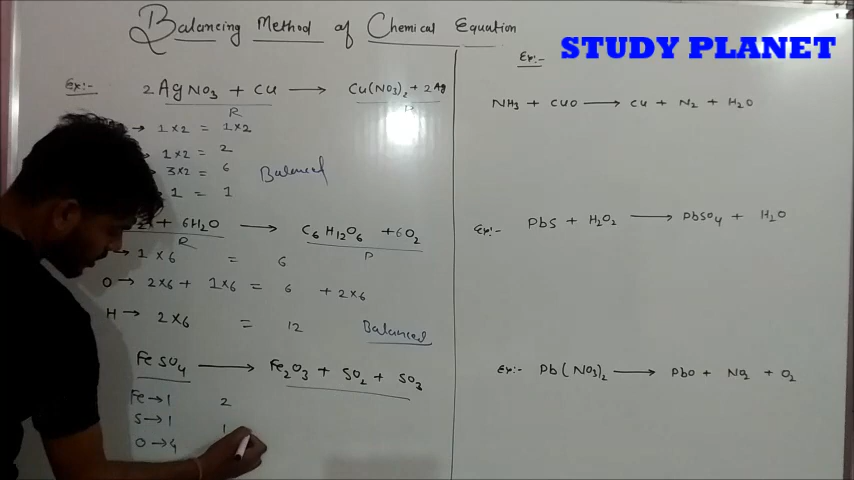 Balancing Method of Chemical Equation
STUDY PLANET
Ex:-
2AgNO₃ + Cu → Cu(NO₃)₂ + 2Ag
R P
→ 1×2 = 1×2
1×2 = 2
3×2 = 6
Balanced
1 = 1
+ 6H₂O → C₆H₁₂O₆ + 6O₂
R P
→ 1×6 = 6
O → 2×6 + 1×6 = 6 + 2×6
H → 2×6 = 12
Balanced
FeSO₄ → Fe₂O₃ + SO₂ + SO₃
Fe → 1 2
S → 1 1
O → 4
Ex:-
NH₃ + CUO → CU + N₂ + H₂O
Ex:- PbS + H₂O₂ → PbSO₄ + H₂O
Ex:- Pb(NO₃)₂ → PbO + NO₂ + O₂